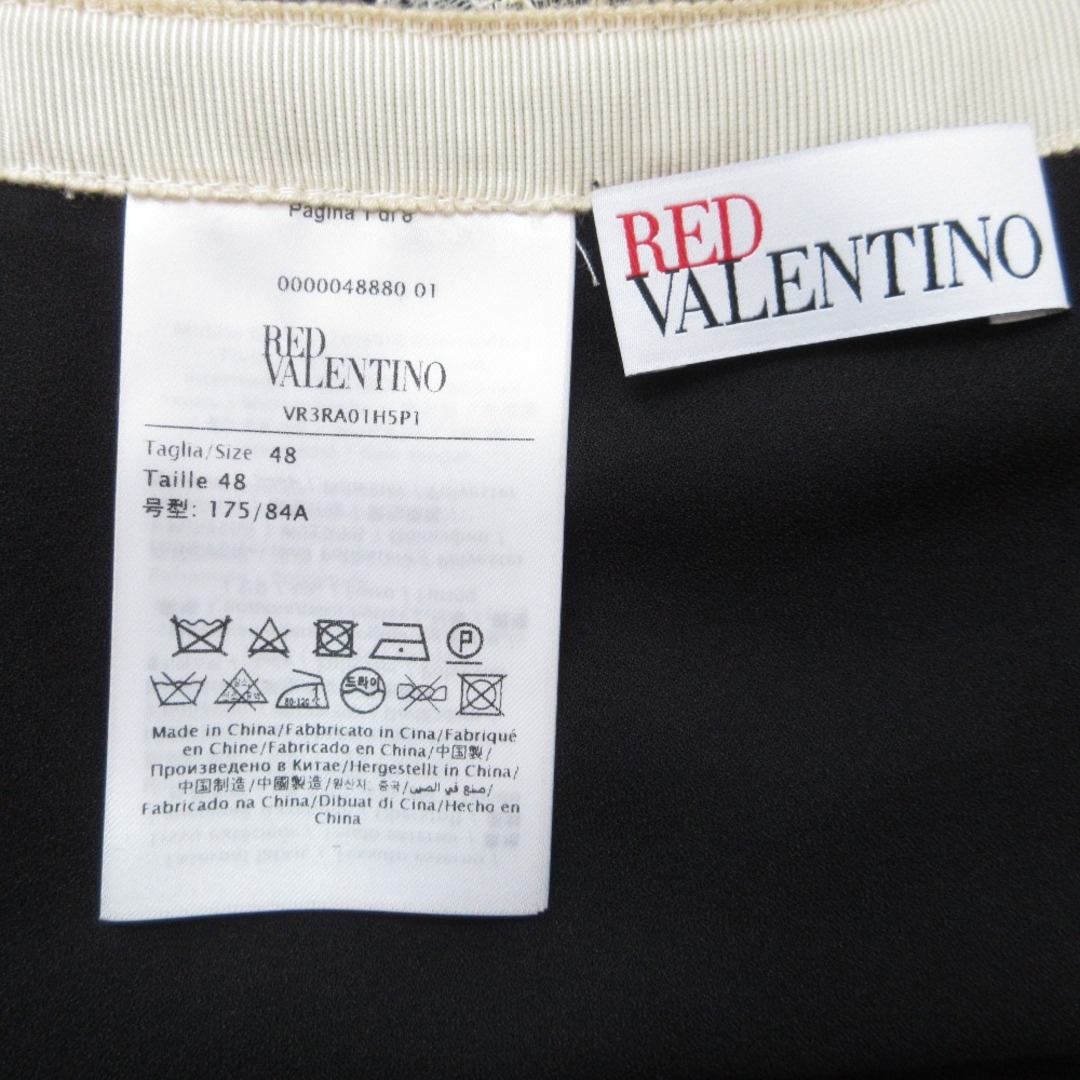 Pagina 1 di 8
0000048880 01
RED
VALENTINO
VR3RA01H5P1
Taglia/Size 48
Taille 48
号型: 175/84A
P
드라이
80-120℃
Made in China/Fabbricato in Cina/Fabriqué
en Chine/Fabricado en China/中国製/
Произведено в Китае/Hergestellt in China/
中国制造/中國製造/원산지: 중국/صنع في الصين/
Fabricado na China/Dibuat di Cina/Hecho en
China
RED
VALENTINO